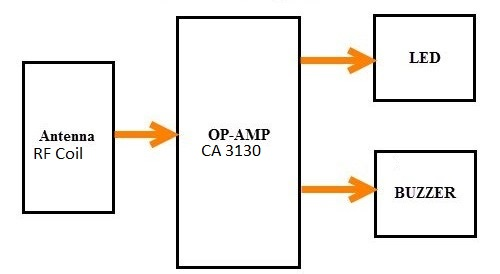 Antenna
RF Coil
OP-AMP
CA 3130
LED
BUZZER